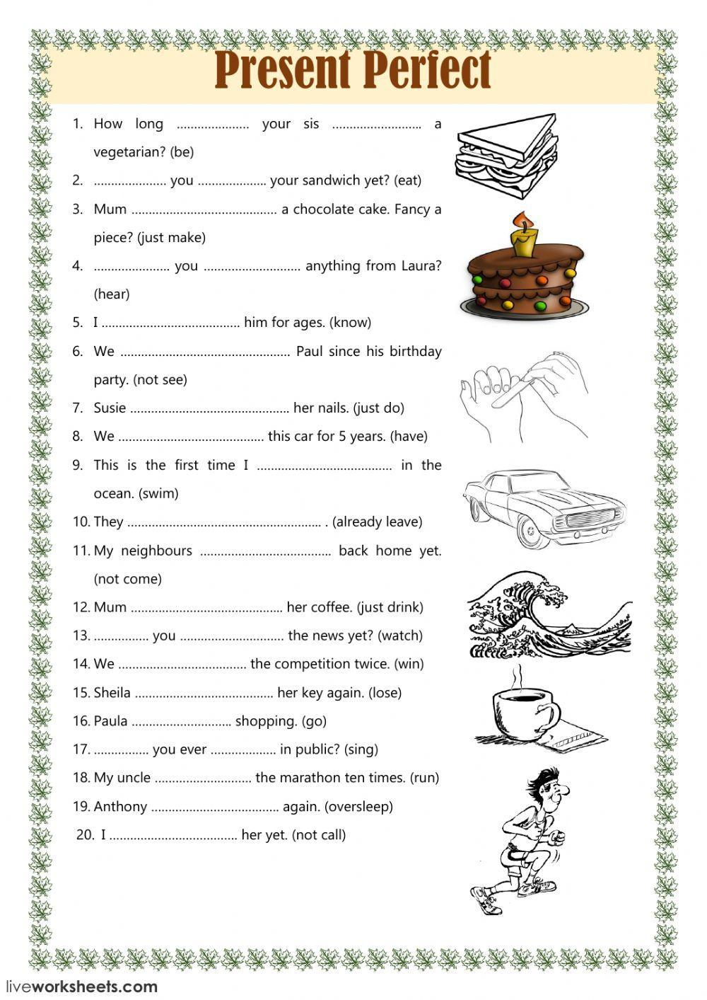 Present Perfect
1. How long ..................... your sis .......................... a
vegetarian? (be)
2. ..................... you .................... your sandwich yet? (eat)
3. Mum .......................................... a chocolate cake. Fancy a
piece? (just make)
4. ...................... you ............................ anything from Laura?
(hear)
5. I ........................................ him for ages. (know)
6. We ................................................. Paul since his birthday
party. (not see)
7. Susie .............................................. her nails. (just do)
8. We .......................................... this car for 5 years. (have)
9. This is the first time I ....................................... in the
ocean. (swim)
10. They ........................................................ . (already leave)
11. My neighbours ...................................... back home yet.
(not come)
12. Mum ............................................ her coffee. (just drink)
13. ................ you .............................. the news yet? (watch)
14. We ..................................... the competition twice. (win)
15. Sheila ........................................ her key again. (lose)
16. Paula ............................. shopping. (go)
17. ................ you ever ................... in public? (sing)
18. My uncle ............................ the marathon ten times. (run)
19. Anthony ..................................... again. (oversleep)
20. I ..................................... her yet. (not call)
liveworksheets.com